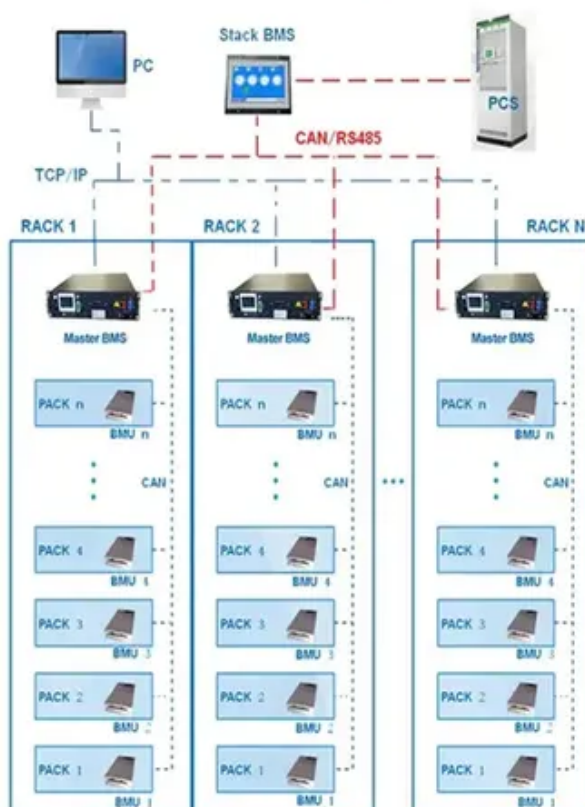 Stack BMS
PC
PCS
CAN/RS485
TCP/IP
RACK 1
RACK 2
RACK N
Master BMS
Master BMS
Master BMS
PACK n
BMU n
PACK n
BMU n
PACK n
BMU n
CAN
CAN
CAN
PACK 4
BMU 4
PACK 4
BMU 4
PACK 4
BMU 4
PACK 3
BMU 3
PACK 3
BMU 3
PACK 3
BMU 3
PACK 2
BMU 2
PACK 2
BMU 2
PACK 2
BMU 2
PACK 1
BMU 1
PACK 1
BMU 1
PACK 1
BMU 1